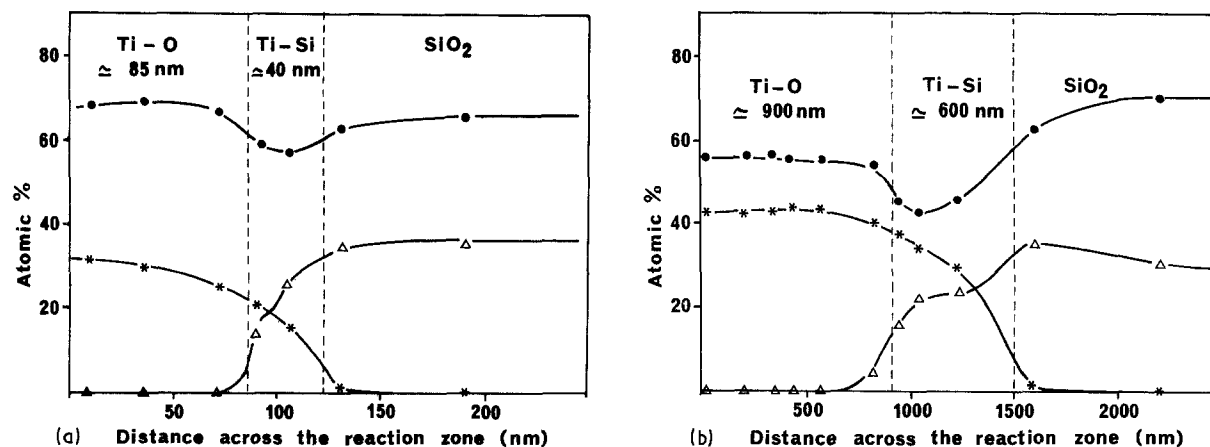 80
60
40
20
Atomic %
Ti – O
≃ 85 nm
Ti – Si
≃ 40 nm
SiO2
0
50
100
150
200
(a) Distance across the reaction zone (nm)
80
60
40
20
Atomic %
Ti – O
≃ 900 nm
Ti – Si
≃ 600 nm
SiO2
0
500
1000
1500
2000
(b) Distance across the reaction zone (nm)